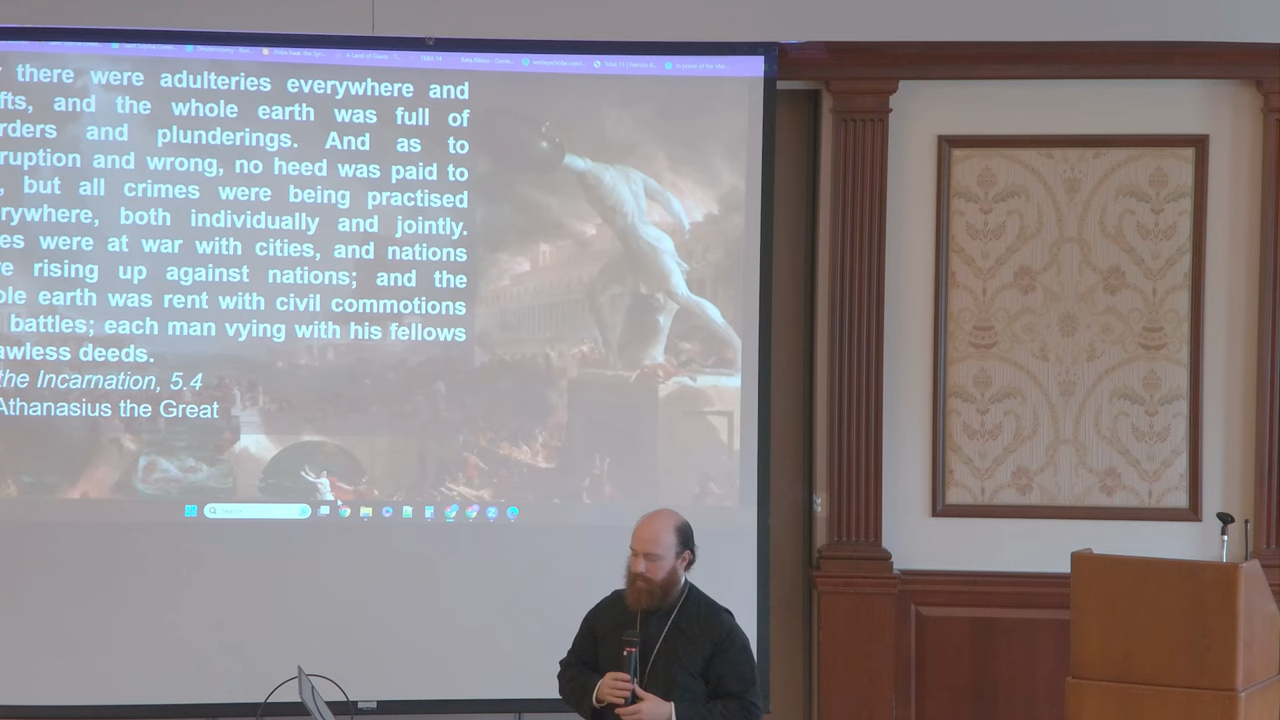 there were adulteries everywhere and
fts, and the whole earth was full of
rders and plunderings. And as to
ruption and wrong, no heed was paid to
, but all crimes were being practised
rywhere, both individually and jointly.
es were at war with cities, and nations
e rising up against nations; and the
ole earth was rent with civil commotions
battles; each man vying with his fellows
awless deeds.
the Incarnation, 5.4
Athanasius the Great
Search